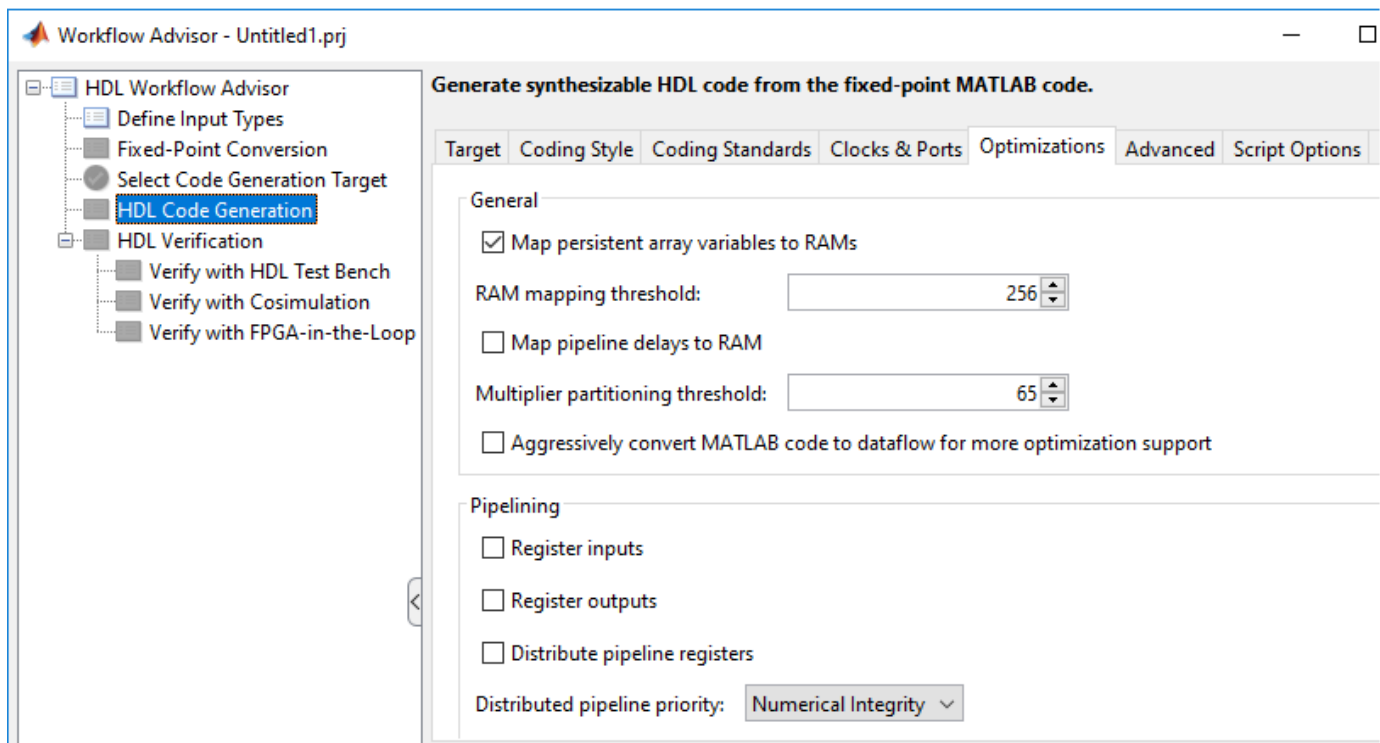 Workflow Advisor - Untitled1.prj
HDL Workflow Advisor
Define Input Types
Fixed-Point Conversion
Select Code Generation Target
HDL Code Generation
HDL Verification
Verify with HDL Test Bench
Verify with Cosimulation
Verify with FPGA-in-the-Loop
Generate synthesizable HDL code from the fixed-point MATLAB code.
Target Coding Style Coding Standards Clocks & Ports Optimizations Advanced Script Options
General
Map persistent array variables to RAMs
RAM mapping threshold: 256
Map pipeline delays to RAM
Multiplier partitioning threshold: 65
Aggressively convert MATLAB code to dataflow for more optimization support
Pipelining
Register inputs
Register outputs
Distribute pipeline registers
Distributed pipeline priority: Numerical Integrity